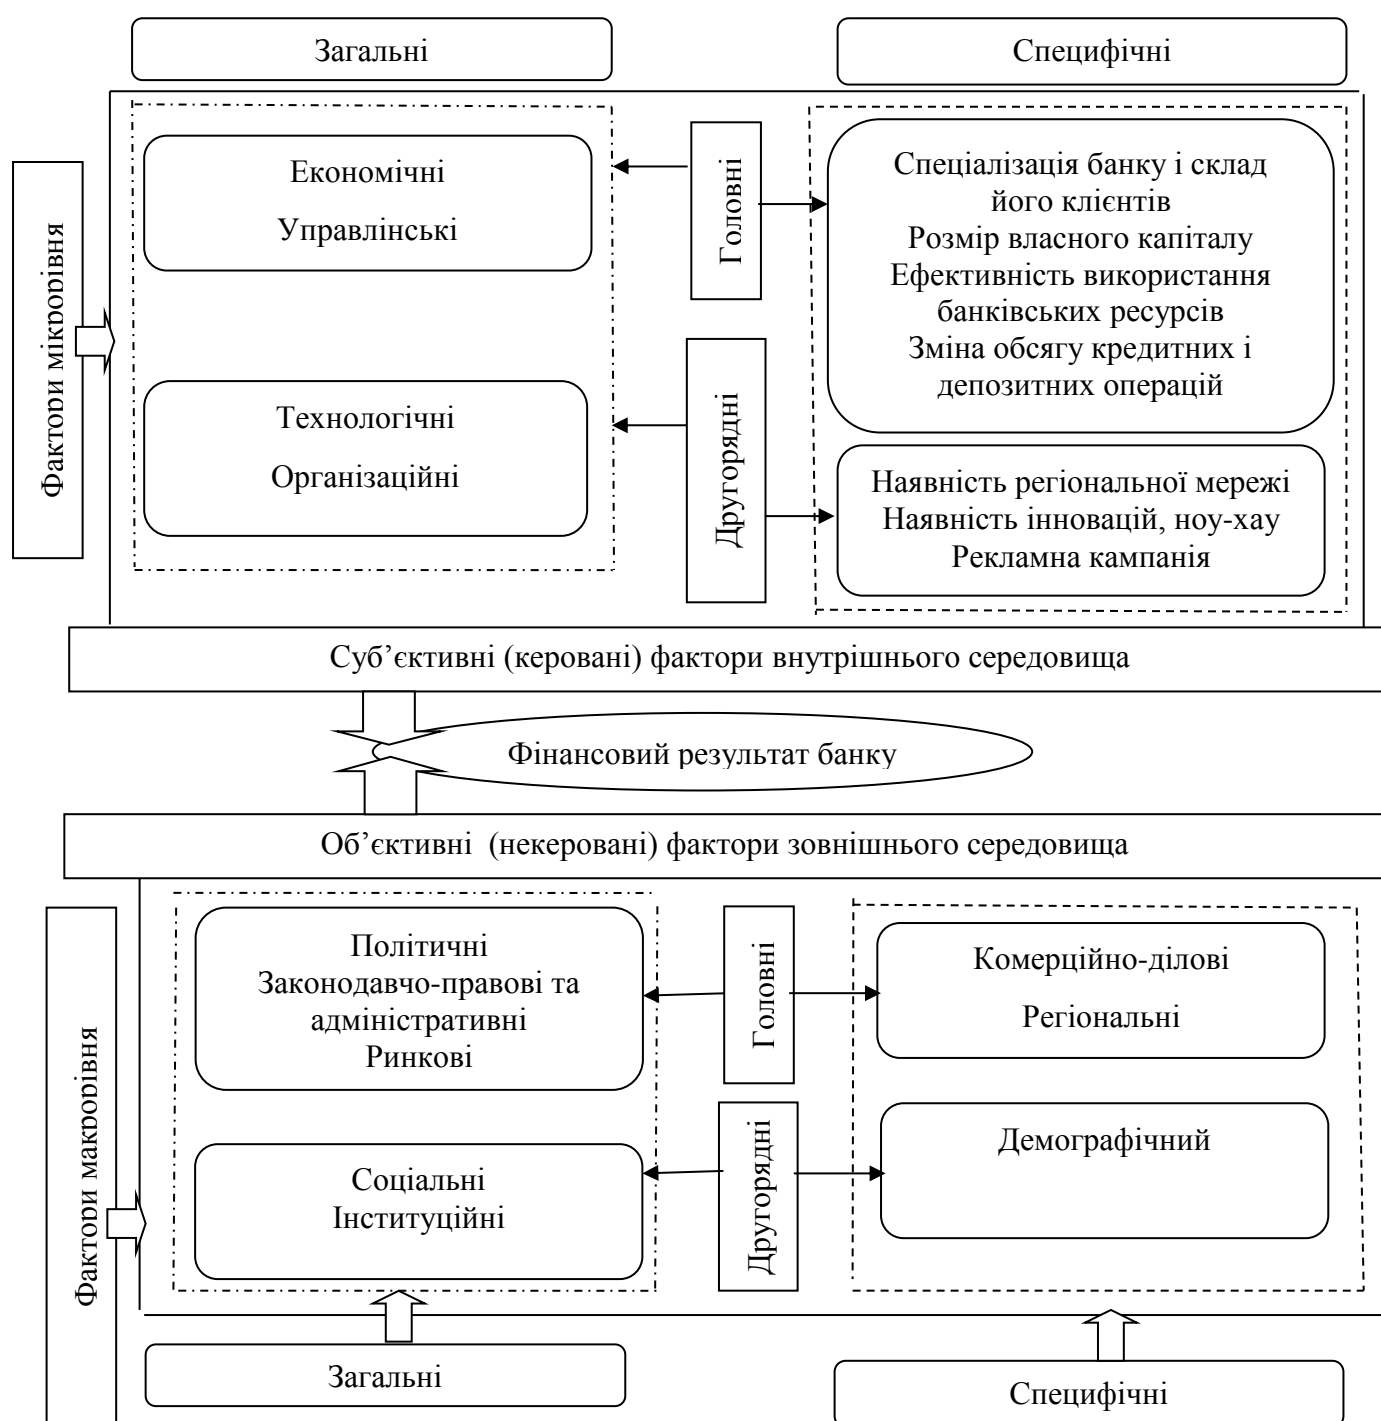 Загальні
Специфічні
Фактори мікрорівня
Економічні
Управлінські
Головні
Спеціалізація банку і склад
його клієнтів
Розмір власного капіталу
Ефективність використання
банківських ресурсів
Зміна обсягу кредитних і
депозитних операцій
Технологічні
Організаційні
Другорядні
Наявність регіональної мережі
Наявність інновацій, ноу-хау
Рекламна кампанія
Суб’єктивні (керовані) фактори внутрішнього середовища
Фінансовий результат банку
Об’єктивні (некеровані) фактори зовнішнього середовища
Фактори макрорівня
Політичні
Законодавчо-правові та
адміністративні
Ринкові
Головні
Комерційно-ділові
Регіональні
Соціальні
Інституційні
Другорядні
Демографічний
Загальні
Специфічні